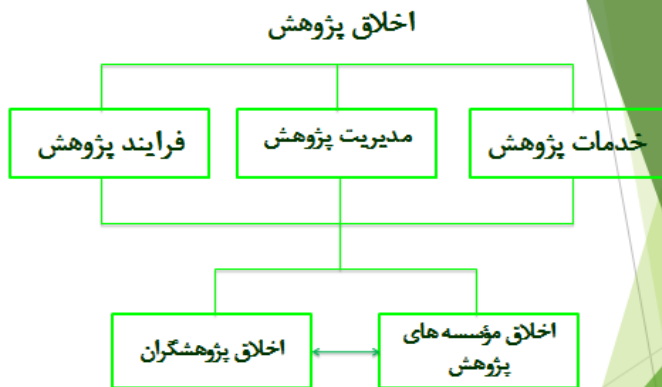 اخلاق پژوهش
خدمات پژوهش
مدیریت پژوهش
فرایند پژوهش
اخلاق مؤسسه های
پژوهش
اخلاق پژوهشگران